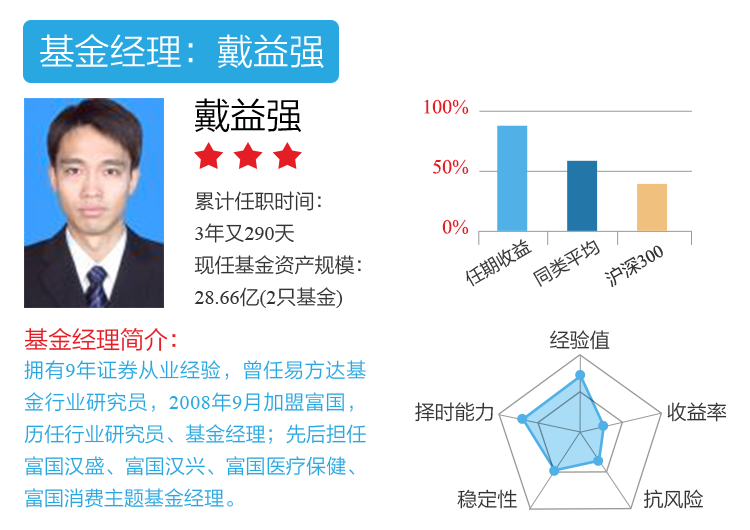 基金经理：戴益强
戴益强
累计任职时间：
3年又290天
现任基金资产规模：
28.66亿(2只基金)
100%
50%
0%
任期收益
同类平均
沪深300
基金经理简介：
拥有9年证券从业经验，曾任易方达基
金行业研究员，2008年9月加盟富国，
历任行业研究员、基金经理；先后担任
富国汉盛、富国汉兴、富国医疗保健、
富国消费主题基金经理。
经验值
择时能力
收益率
稳定性
抗风险